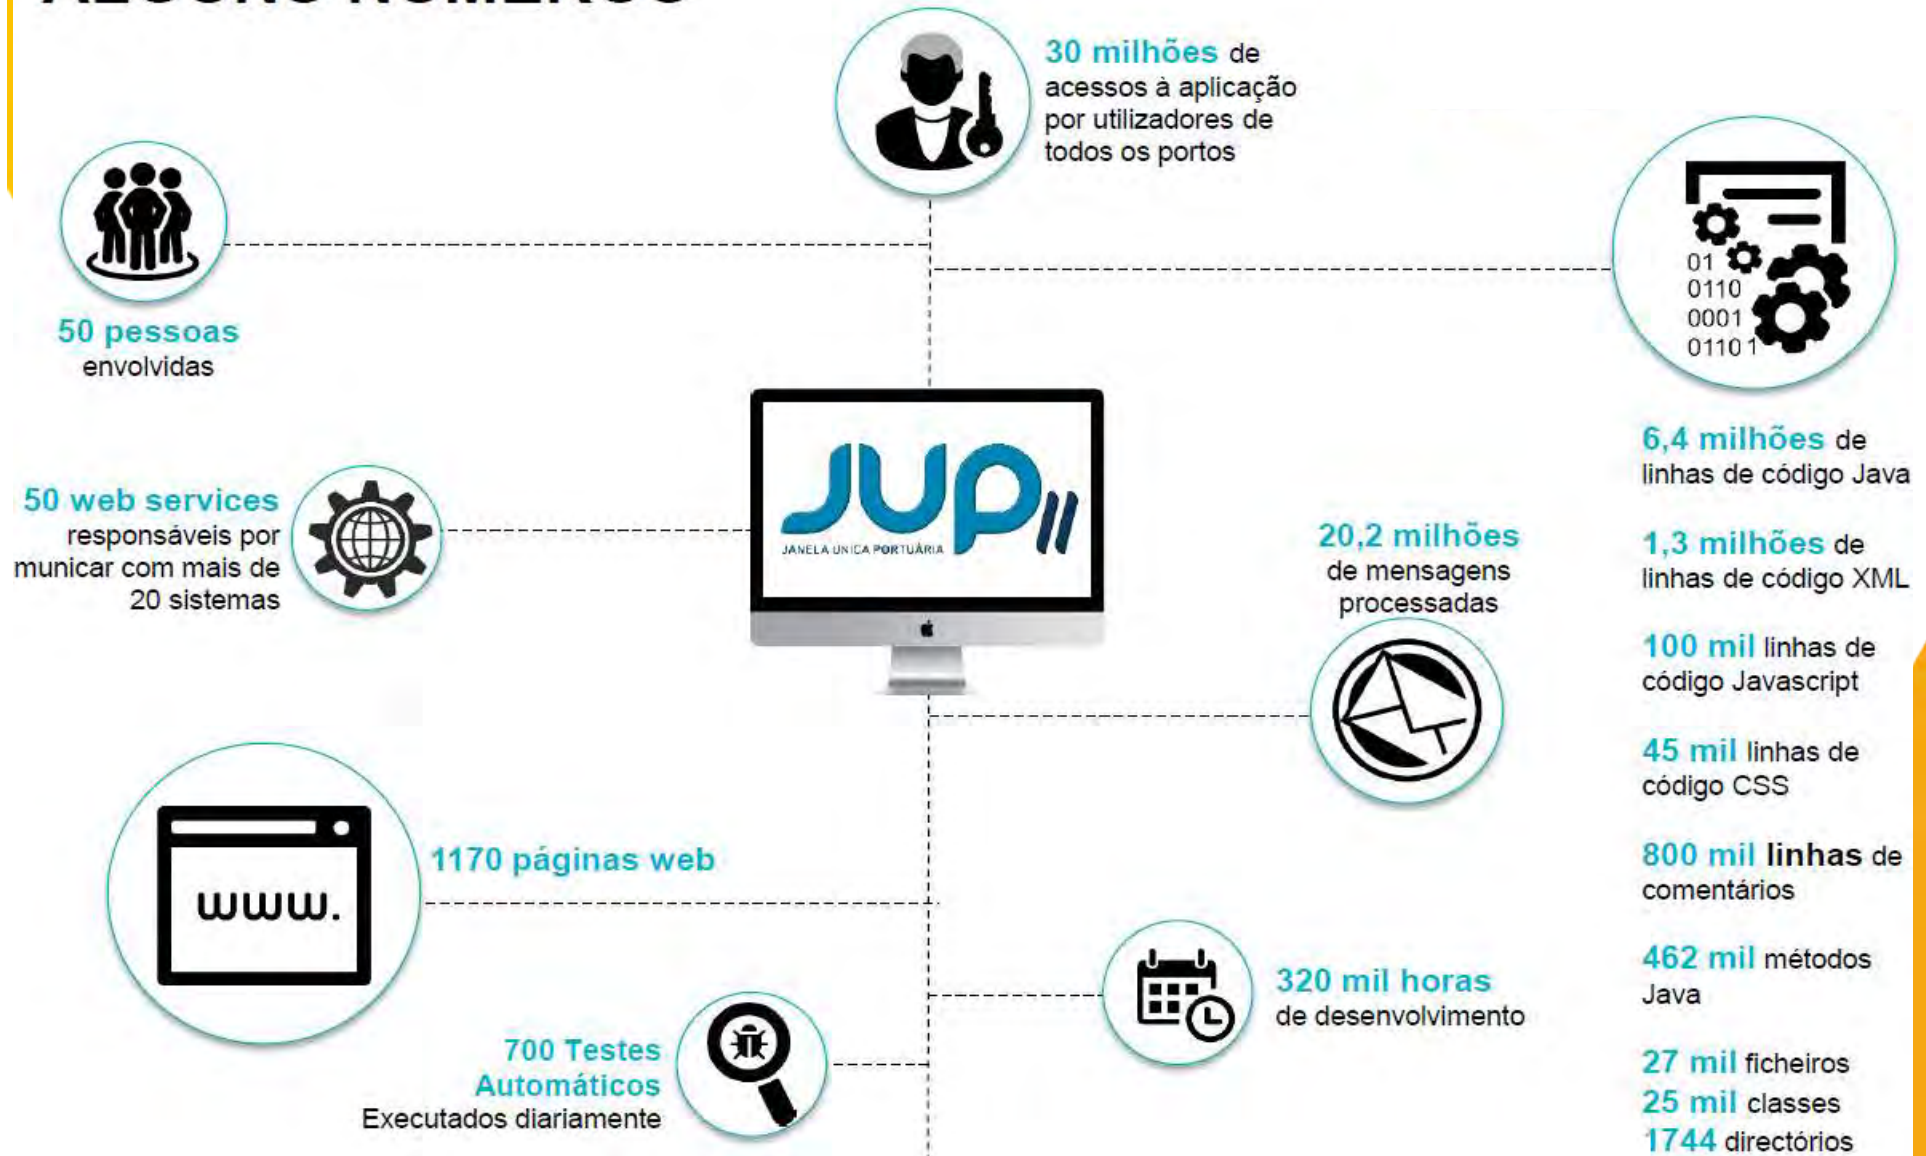 ALGUNS NÚMEROS
30 milhões de
acessos à aplicação
por utilizadores de
todos os portos
50 pessoas
envolvidas
01
0110
0001
01101
JUP II
JANELA UNICA PORTUÁRIA
50 web services
responsáveis por
municar com mais de
20 sistemas
20,2 milhões
de mensagens
processadas
1170 páginas web
www.
320 mil horas
de desenvolvimento
700 Testes
Automáticos
Executados diariamente
6,4 milhões de
linhas de código Java
1,3 milhões de
linhas de código XML
100 mil linhas de
código Javascript
45 mil linhas de
código CSS
800 mil linhas de
comentários
462 mil métodos
Java
27 mil ficheiros
25 mil classes
1744 directórios